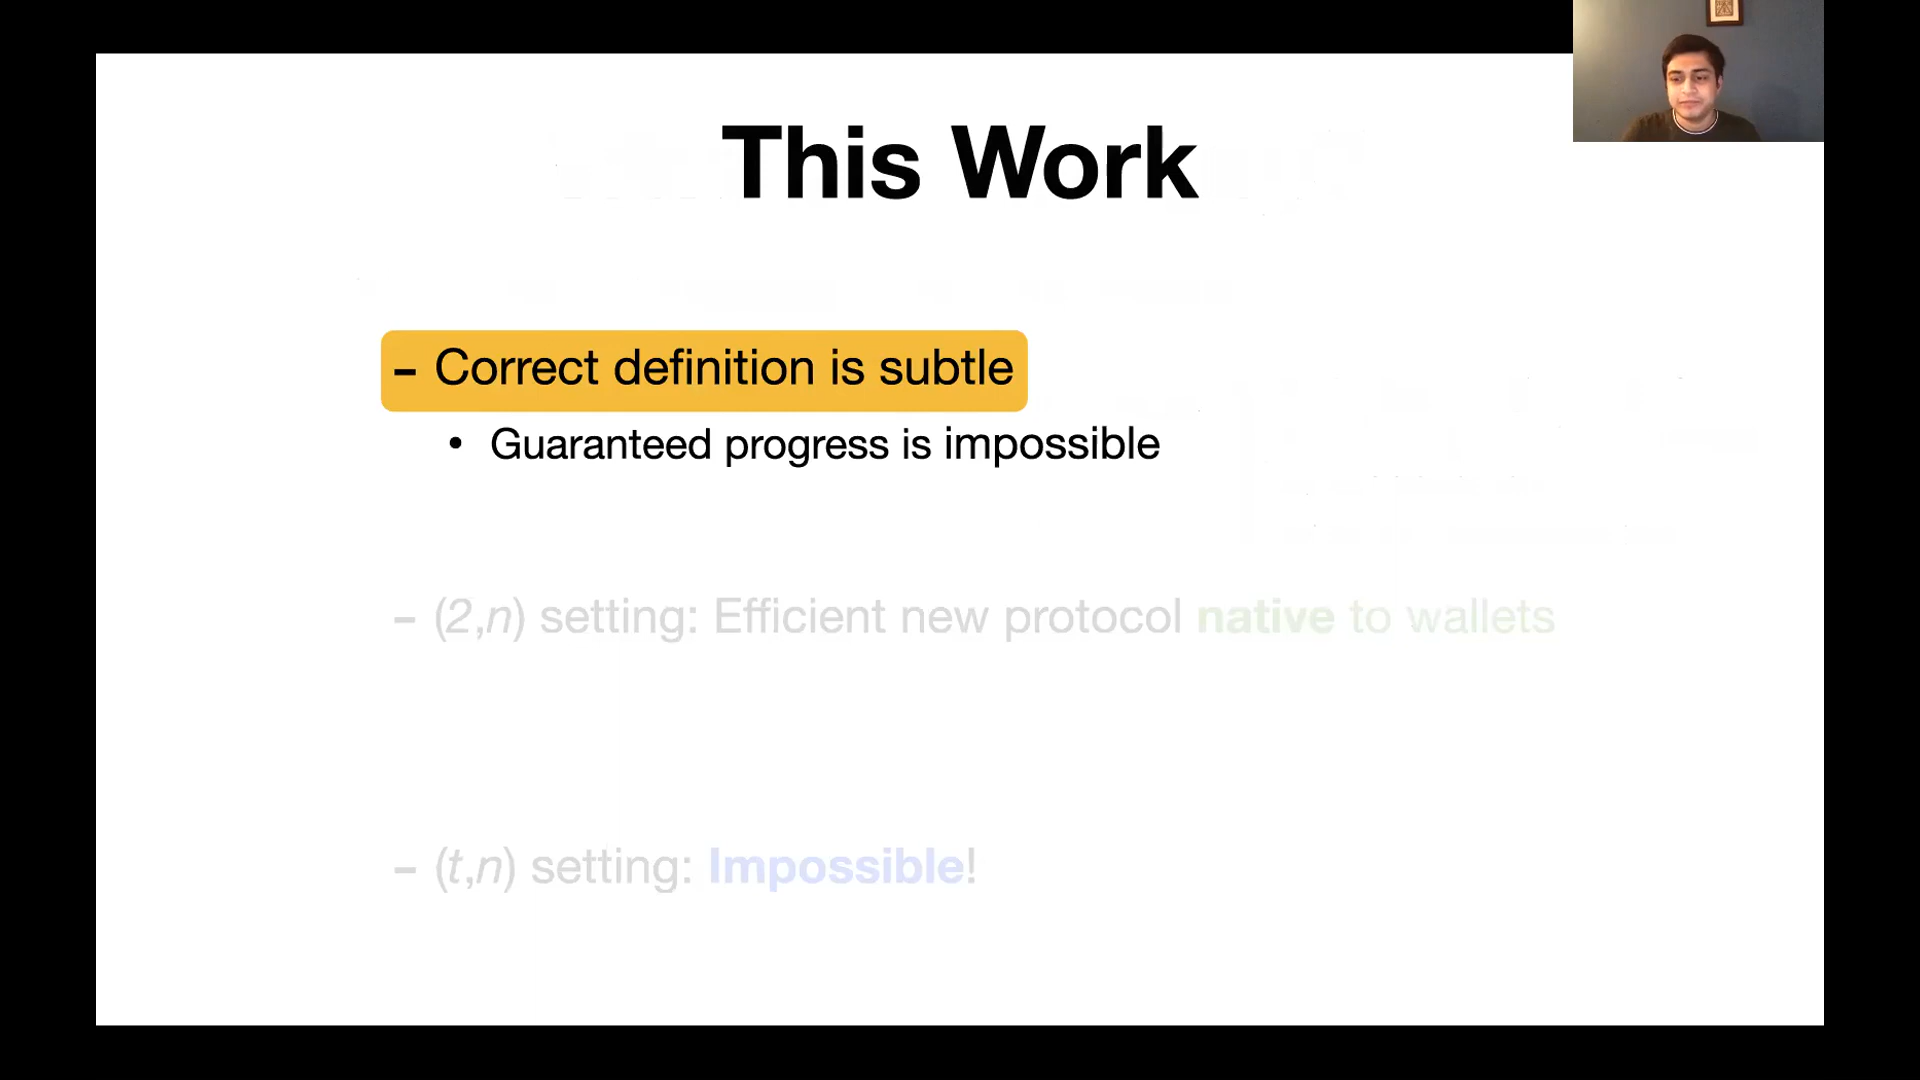 This Work
– Correct definition is subtle
• Guaranteed progress is impossible
– (2,n) setting: Efficient new protocol native to wallets
– (t,n) setting: Impossible!